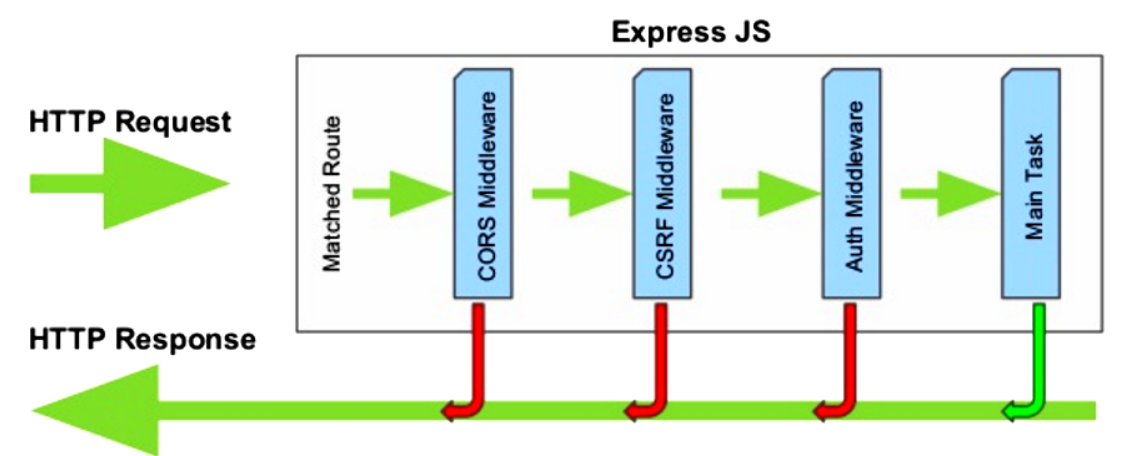 Express JS
HTTP Request
Matched Route
CORS Middleware
CSRF Middleware
Auth Middleware
Main Task
HTTP Response